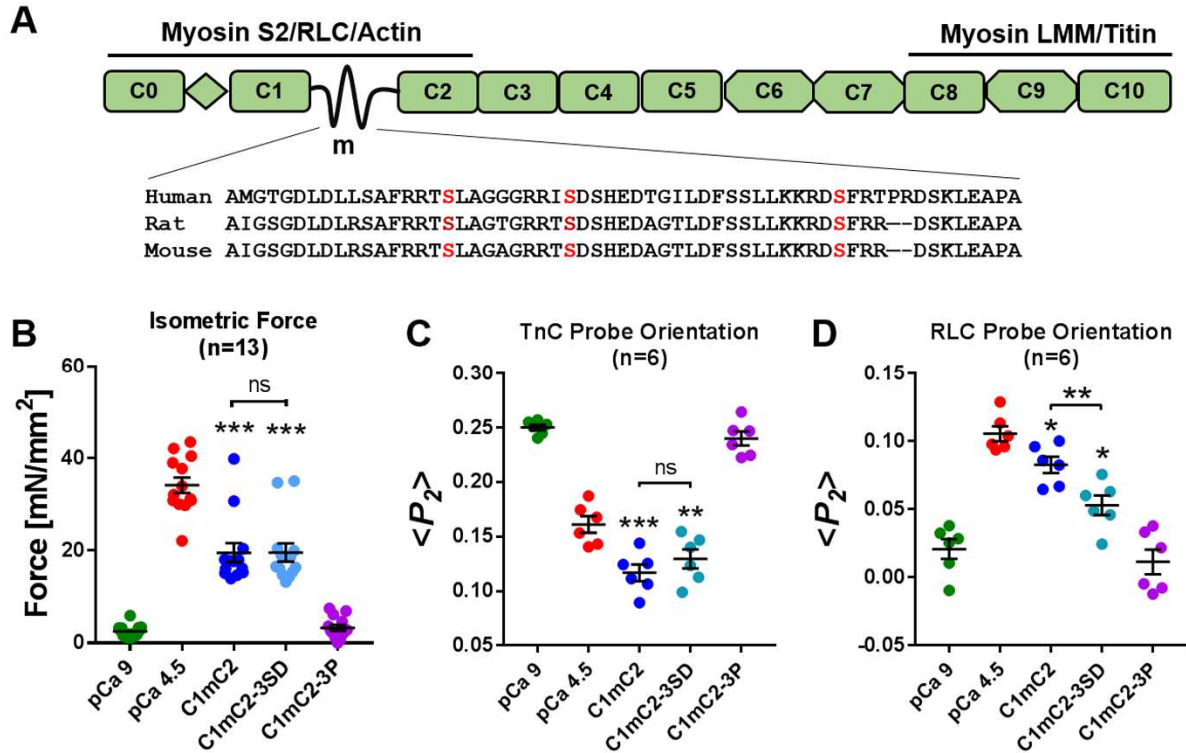 A
Myosin S2/RLC/Actin
Myosin LMM/Titin
C0 C1 C2 C3 C4 C5 C6 C7 C8 C9 C10
m
Human AMGTGDLDLLSAFRRTSLAGGGRRISDSHEDTGILDFSSLLKKRDSFRTPRDSKLEAPA
Rat AIGSGDLDLRSAFRRTSLAGTGRRTSDSHEDAGTLDFSSLLKKRDSFRR--DSKLEAPA
Mouse AIGSGDLDLRSAFRRTSLAGAGRRTSDSHEDAGTLDFSSLLKKRDSFRR--DSKLEAPA
B
Isometric Force
(n=13)
Force [mN/mm²]
60
40
20
0
ns
*** ***
pCa 9
pCa 4.5
C1mC2
C1mC2-3SD
C1mC2-3P
C
TnC Probe Orientation
(n=6)
<P₂>
0.30
0.25
0.20
0.15
0.10
0.05
ns
*** **
pCa 9
pCa 4.5
C1mC2
C1mC2-3SD
C1mC2-3P
D
RLC Probe Orientation
(n=6)
<P₂>
0.15
0.10
0.05
0.00
-0.05
**
* *
pCa 9
pCa 4.5
C1mC2
C1mC2-3SD
C1mC2-3P